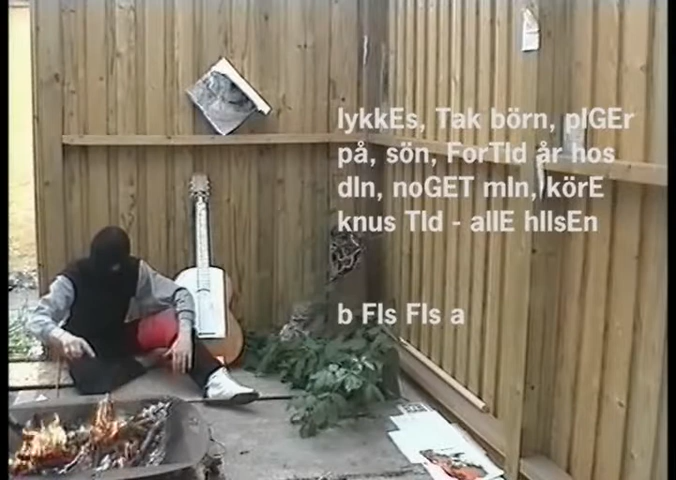 lykkEs, Tak börn, pIGEr
på, sön, ForTId år hos
dIn, noGET mIn, körE
knus TId - allE hIlsEn
b FIs FIs a